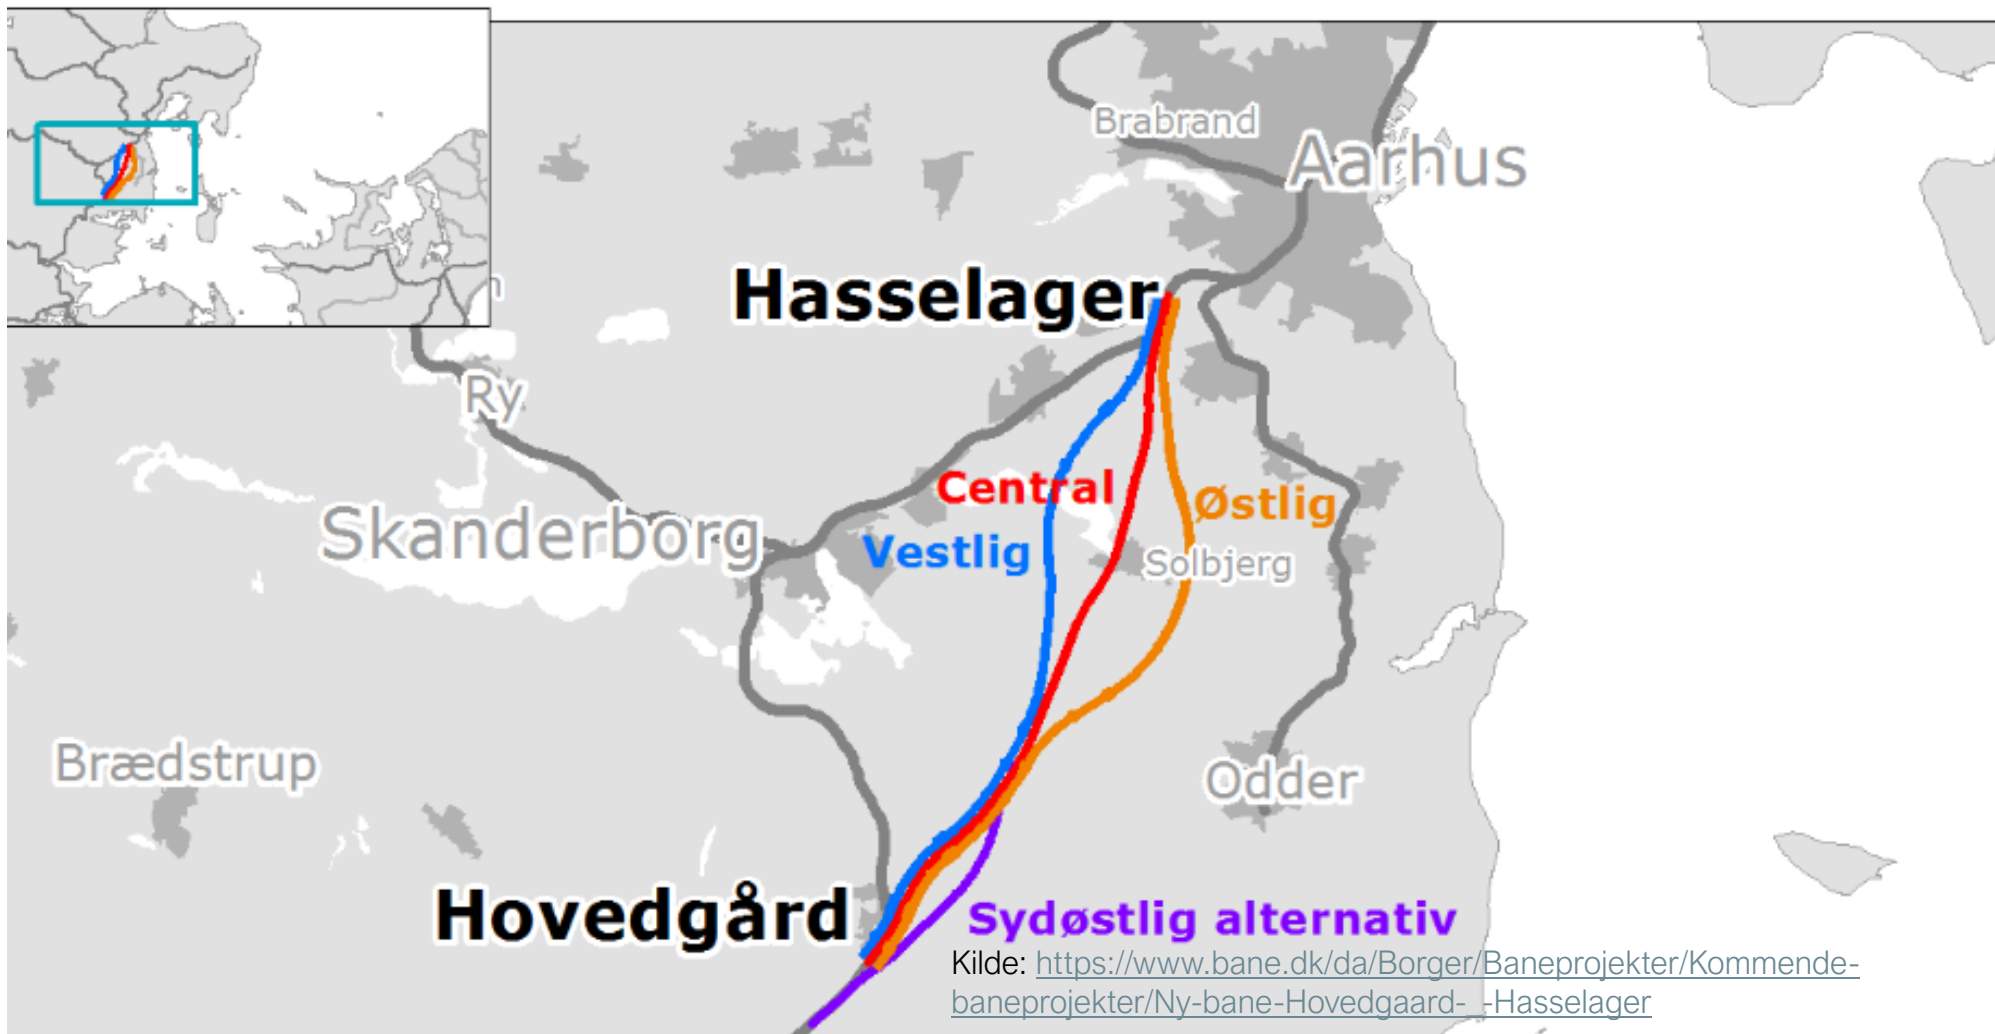 Brabrand
Aarhus
Hasselager
Ry
Central
Østlig
Skanderborg
Vestlig
Solbjerg
Brædstrup
Odder
Hovedgård
Sydøstlig alternativ
Kilde: https://www.bane.dk/da/Borger/Baneprojekter/Kommende-
baneprojekter/Ny-bane-Hovedgaard-_-Hasselager